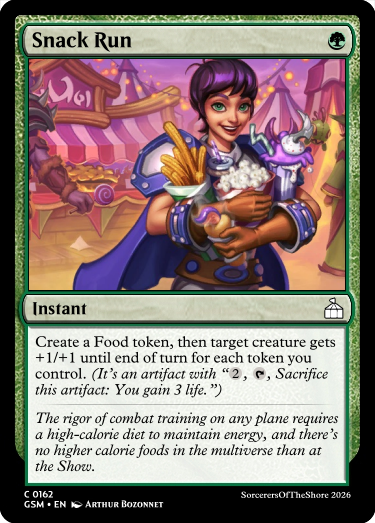 Snack Run
Instant
Create a Food token, then target creature gets
+1/+1 until end of turn for each token you
control. (It's an artifact with “2, , Sacrifice
this artifact: You gain 3 life.”)
The rigor of combat training on any plane requires
a high-calorie diet to maintain energy, and there's
no higher calorie foods in the multiverse than at
the Show.
C 0162
GSM • EN Arthur Bozonnet
SorcerersOfTheShore 2026